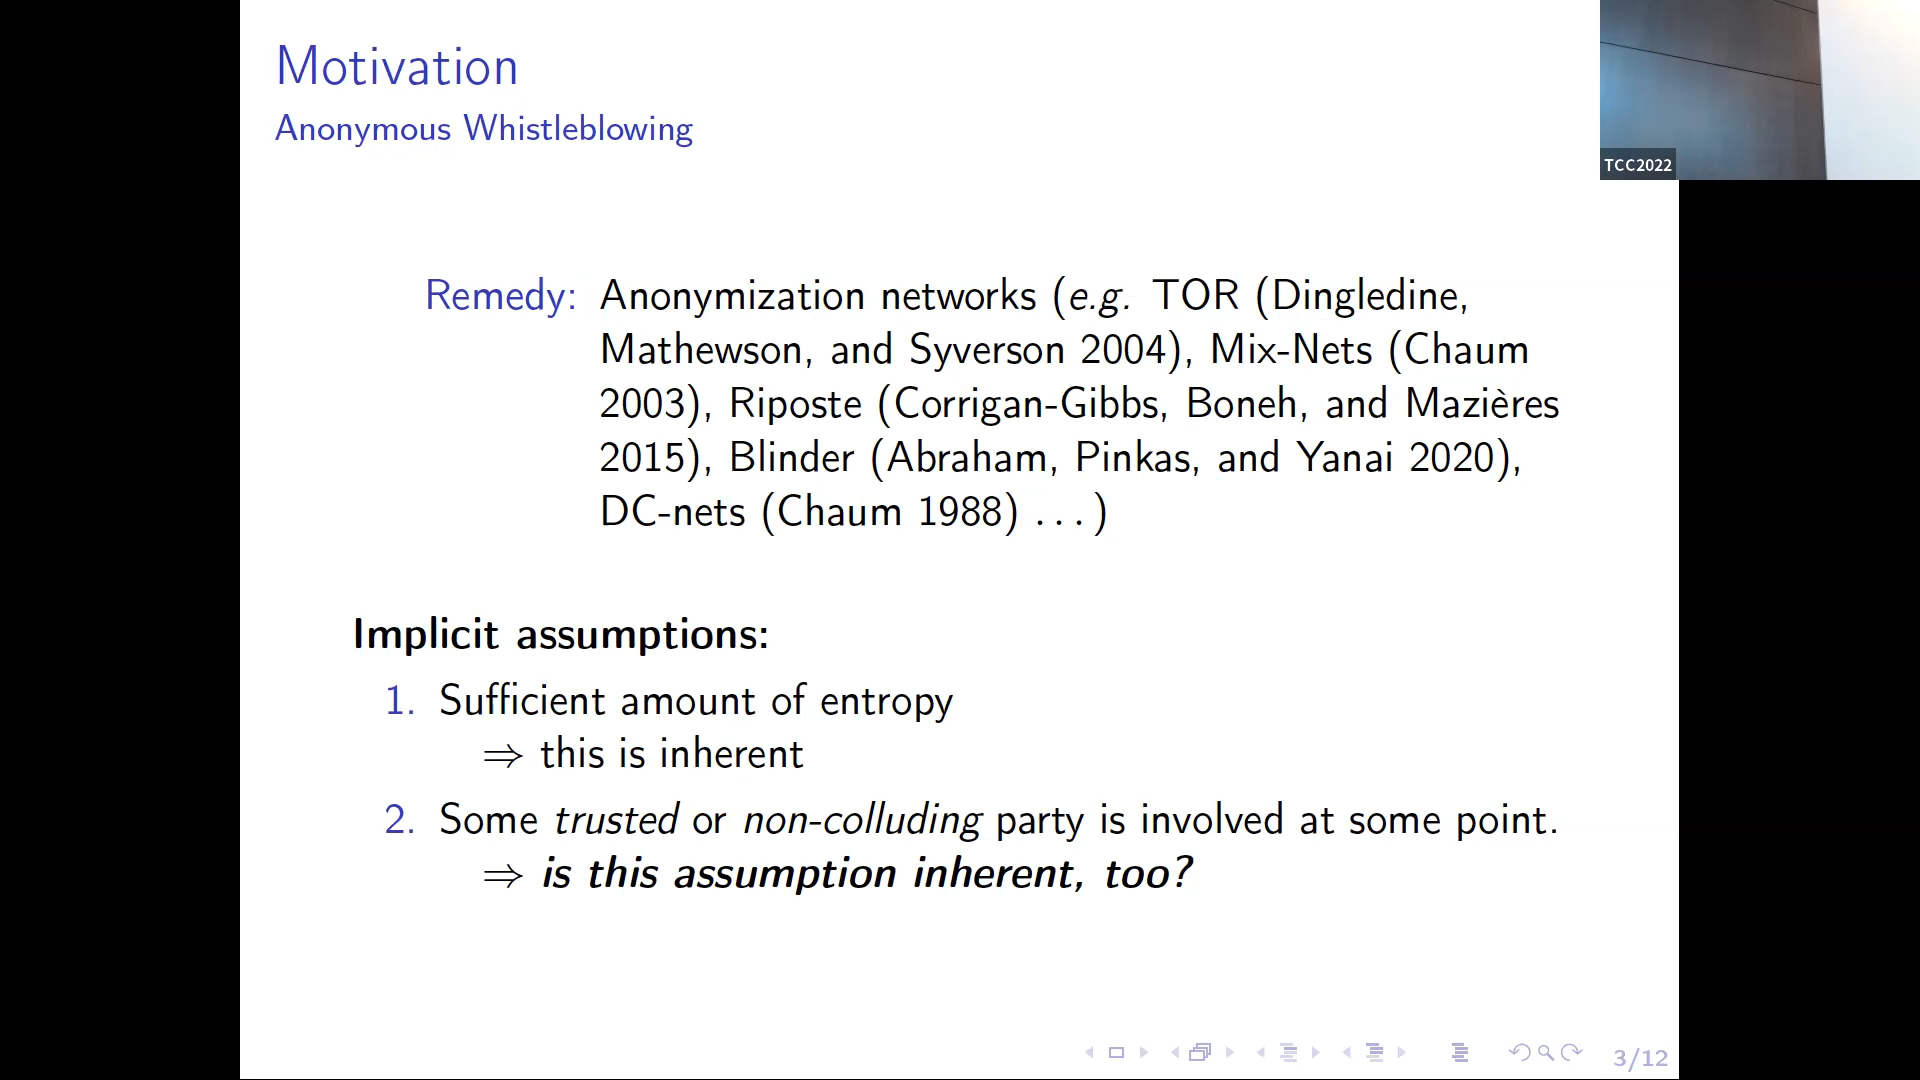 Motivation
Anonymous Whistleblowing
TCC2022
Remedy: Anonymization networks (e.g. TOR (Dingledine,
Mathewson, and Syverson 2004), Mix-Nets (Chaum
2003), Riposte (Corrigan-Gibbs, Boneh, and Mazières
2015), Blinder (Abraham, Pinkas, and Yanai 2020),
DC-nets (Chaum 1988) ...)
Implicit assumptions:
1. Sufficient amount of entropy
⇒ this is inherent
2. Some trusted or non-colluding party is involved at some point.
⇒ is this assumption inherent, too?
3/12